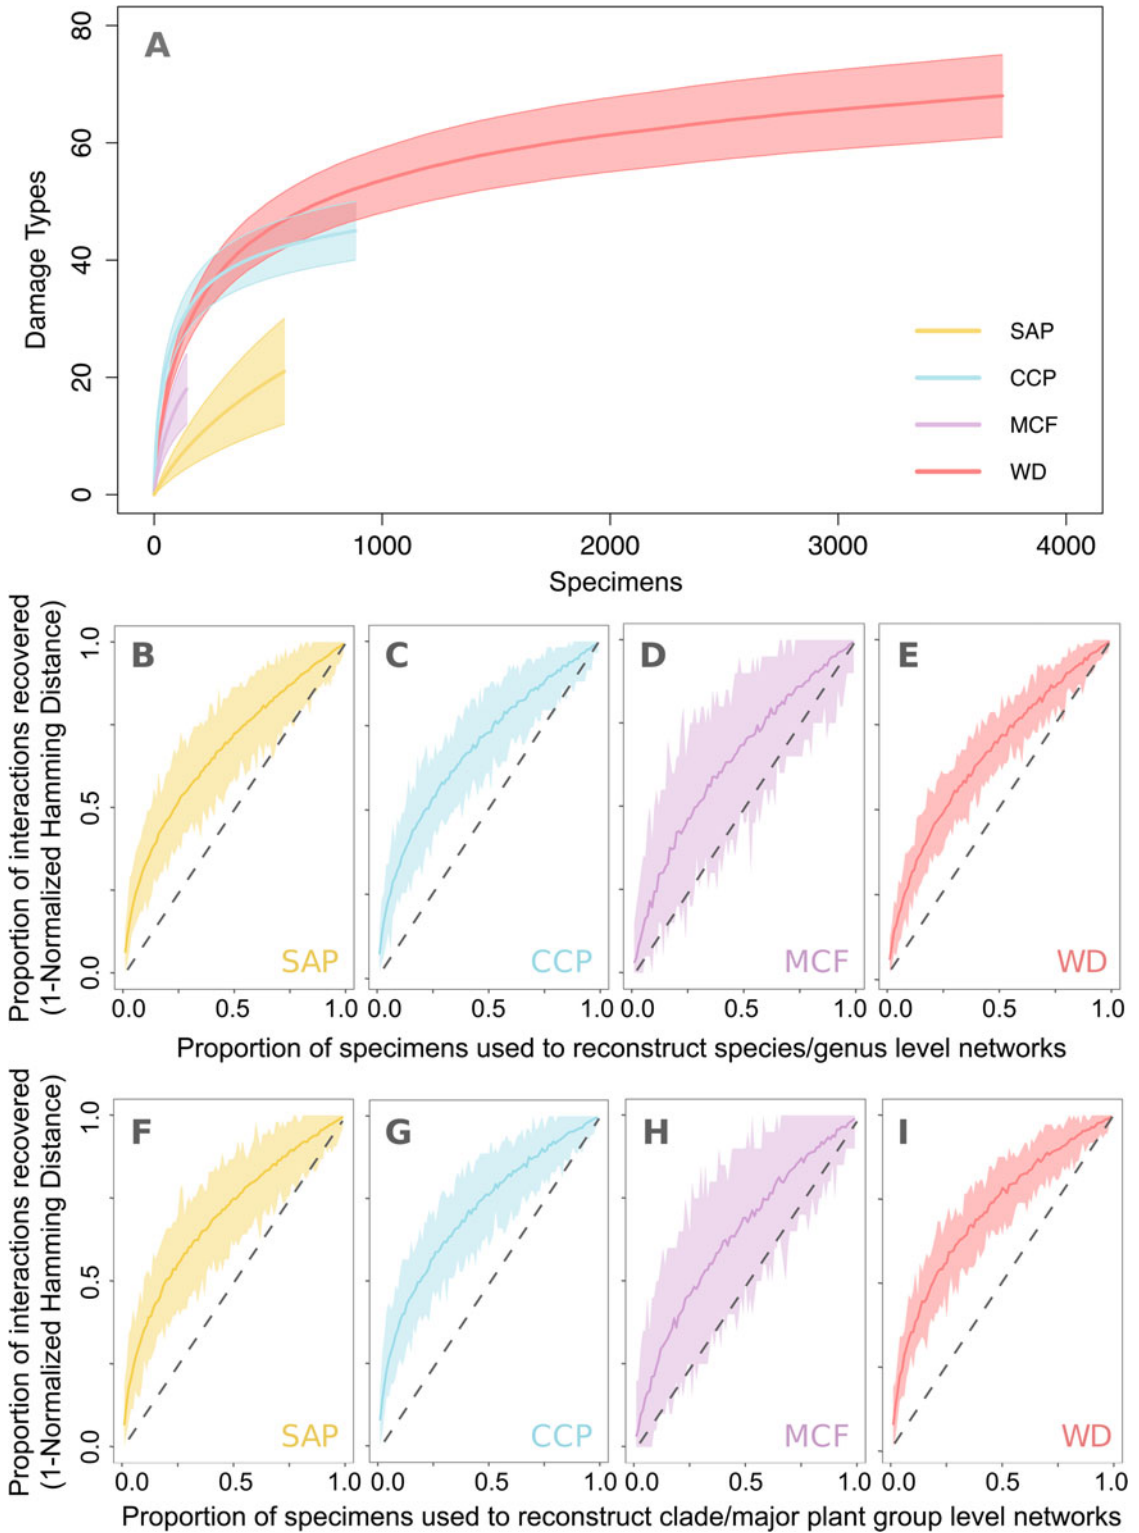 A
80
60
40
20
0
Damage Types
SAP
CCP
MCF
WD
0 1000 2000 3000 4000
Specimens
Proportion of interactions recovered
(1-Normalized Hamming Distance)
1.0
0.5
0.0
B C D E
SAP CCP MCF WD
0.0 0.5 1.0 0.0 0.5 1.0 0.0 0.5 1.0 0.0 0.5 1.0
Proportion of specimens used to reconstruct species/genus level networks
Proportion of interactions recovered
(1-Normalized Hamming Distance)
1.0
0.5
0.0
F G H I
SAP CCP MCF WD
0.0 0.5 1.0 0.0 0.5 1.0 0.0 0.5 1.0 0.0 0.5 1.0
Proportion of specimens used to reconstruct clade/major plant group level networks